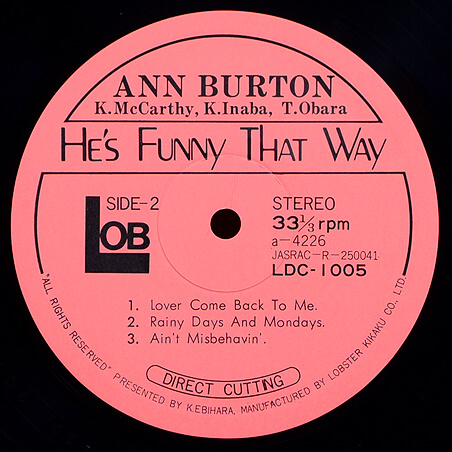 ANN BURTON
K.McCarthy, K.Inaba, T.Obara
HE'S FUNNY THAT WAY
LOB
SIDE-2
STEREO
33⅓ rpm
a-4226
JASRAC-R-250041
LDC-1005
1. Lover Come Back To Me.
2. Rainy Days And Mondays.
3. Ain't Misbehavin'.
DIRECT CUTTING
"ALL RIGHTS RESERVED" PRESENTED BY K.EBIHARA, MANUFACTURED BY LOBSTER KIKAKU CO., LTD.